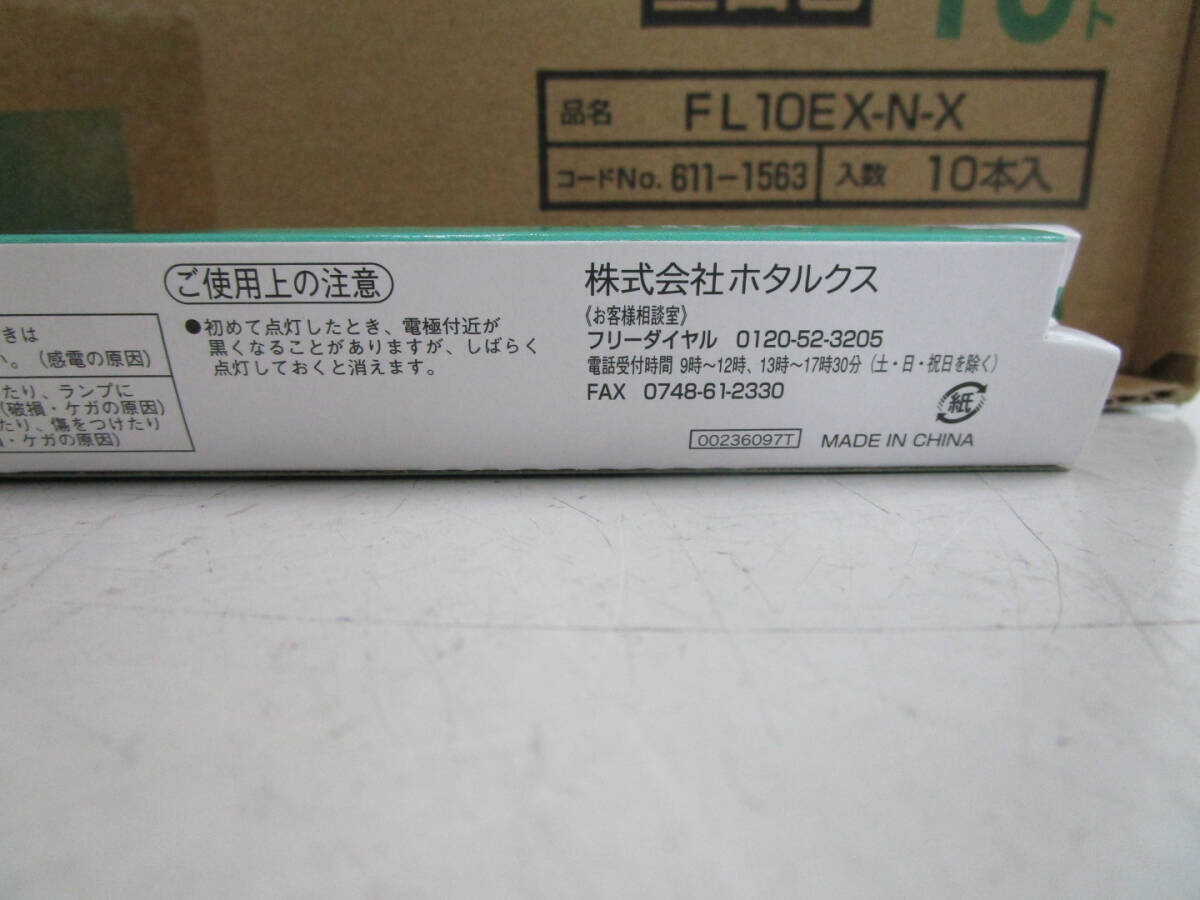 ト
品名 FL10EX-N-X
コードNo. 611-1563 入数 10本入
きは
い。(感電の原因)
たり、ランプに
(破損・ケガの原因)
たり、傷をつけたり
・ケガの原因)
ご使用上の注意
●初めて点灯したとき、電極付近が
黒くなることがありますが、しばらく
点灯しておくと消えます。
株式会社ホタルクス
《お客様相談室》
フリーダイヤル 0120-52-3205
電話受付時間 9時〜12時、13時〜17時30分(土・日・祝日を除く)
FAX 0748-61-2330
紙
00236097T MADE IN CHINA